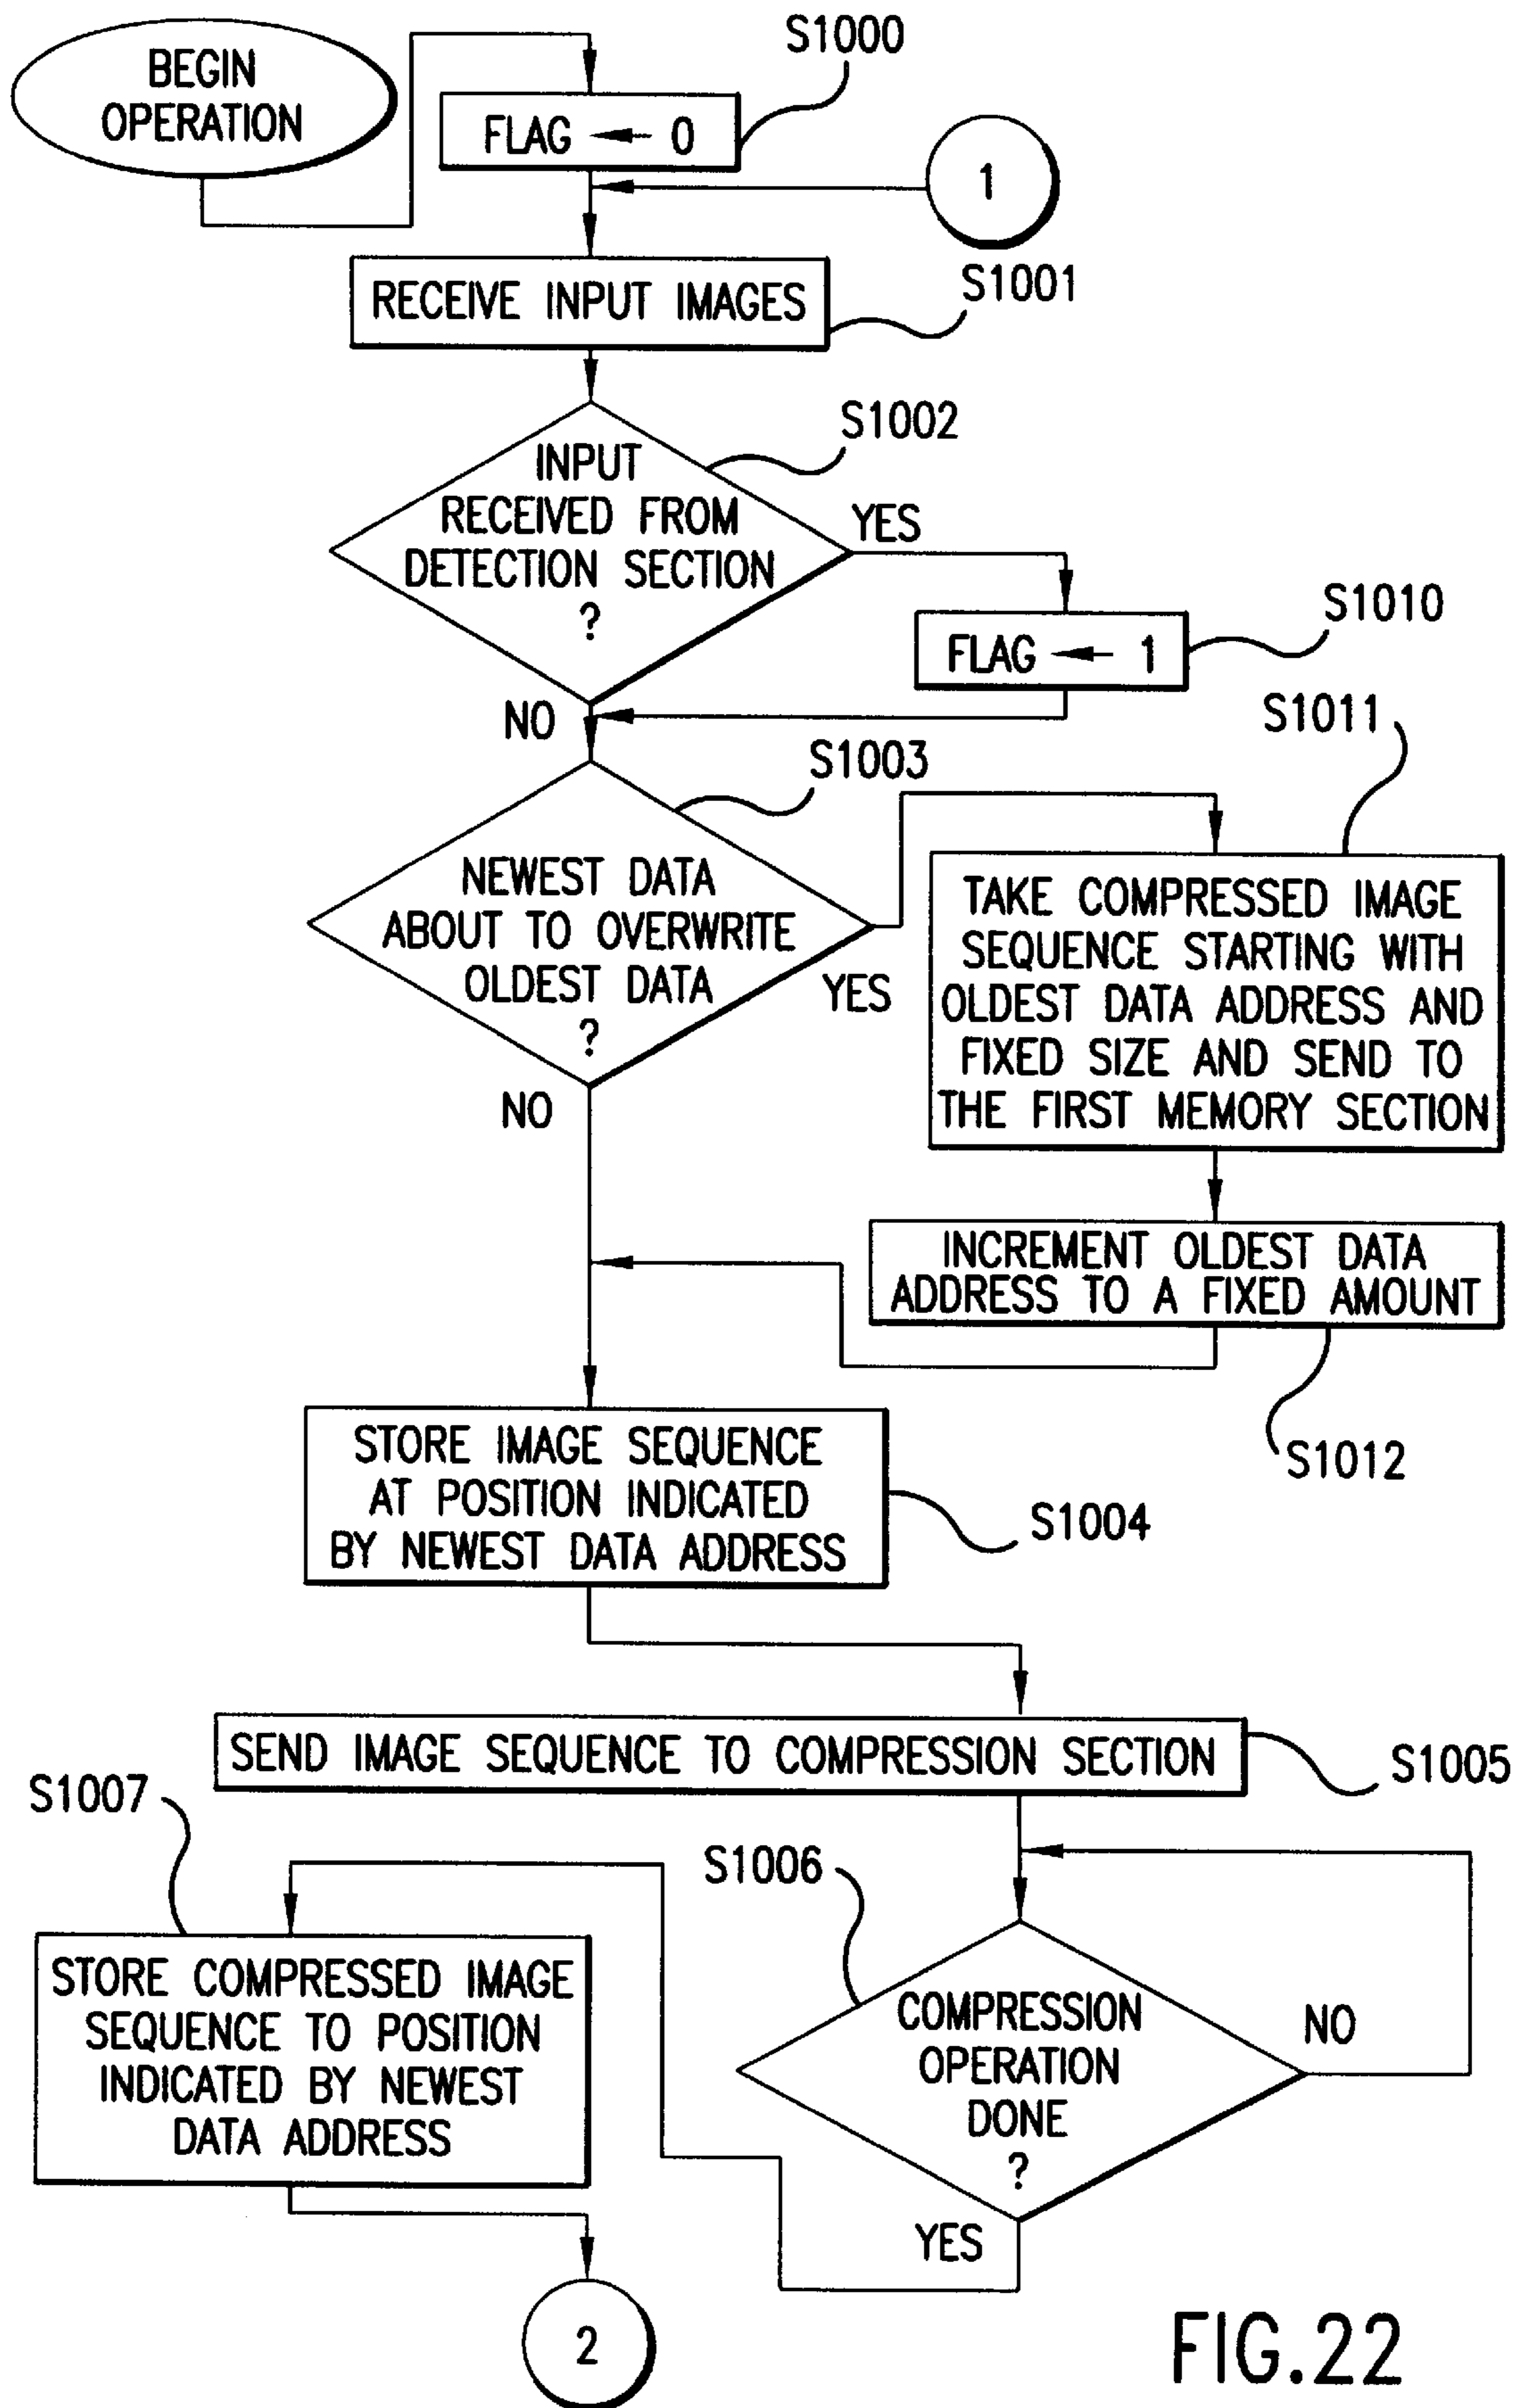 BEGIN
OPERATION
S1000
FLAG ← 0
1
RECEIVE INPUT IMAGES
S1001
S1002
INPUT
RECEIVED FROM
DETECTION SECTION
?
YES
S1010
FLAG ← 1
NO
S1011
S1003
NEWEST DATA
ABOUT TO OVERWRITE
OLDEST DATA
?
YES
NO
TAKE COMPRESSED IMAGE
SEQUENCE STARTING WITH
OLDEST DATA ADDRESS AND
FIXED SIZE AND SEND TO
THE FIRST MEMORY SECTION
INCREMENT OLDEST DATA
ADDRESS TO A FIXED AMOUNT
S1012
STORE IMAGE SEQUENCE
AT POSITION INDICATED
BY NEWEST DATA ADDRESS
S1004
SEND IMAGE SEQUENCE TO COMPRESSION SECTION
S1005
S1007
S1006
STORE COMPRESSED IMAGE
SEQUENCE TO POSITION
INDICATED BY NEWEST
DATA ADDRESS
COMPRESSION
OPERATION
DONE
?
NO
YES
2
FIG.22